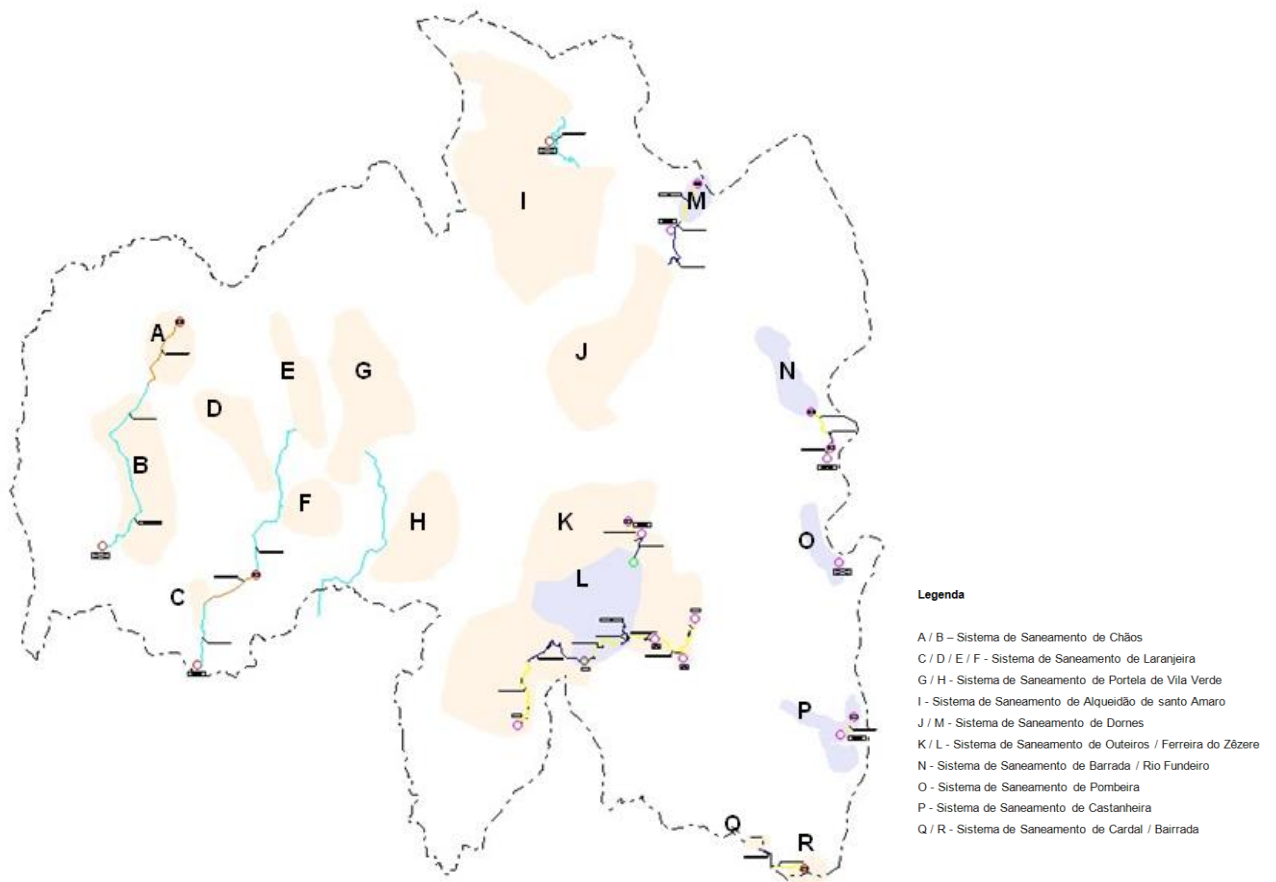 I
M
A
E
G
J
N
D
B
F
H
K
O
L
C
P
Q
R
Legenda
A / B – Sistema de Saneamento de Chãos
C / D / E / F - Sistema de Saneamento de Laranjeira
G / H - Sistema de Saneamento de Portela de Vila Verde
I - Sistema de Saneamento de Alqueidão de santo Amaro
J / M - Sistema de Saneamento de Dornes
K / L - Sistema de Saneamento de Outeiros / Ferreira do Zêzere
N - Sistema de Saneamento de Barrada / Rio Fundeiro
O - Sistema de Saneamento de Pombeira
P - Sistema de Saneamento de Castanheira
Q / R - Sistema de Saneamento de Cardal / Bairrada